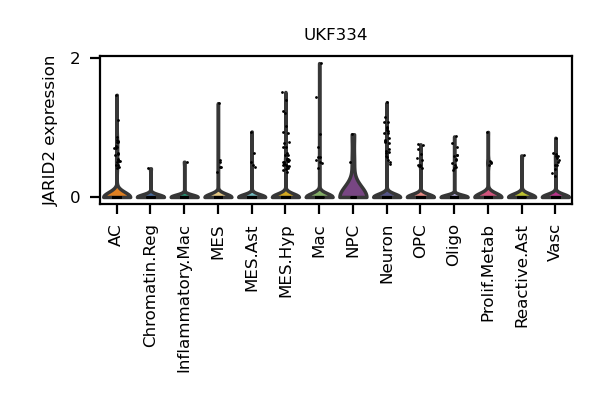 UKF334
JARID2 expression
2
0
AC
Chromatin.Reg
Inflammatory.Mac
MES
MES.Ast
MES.Hyp
Mac
NPC
Neuron
OPC
Oligo
Prolif.Metab
Reactive.Ast
Vasc